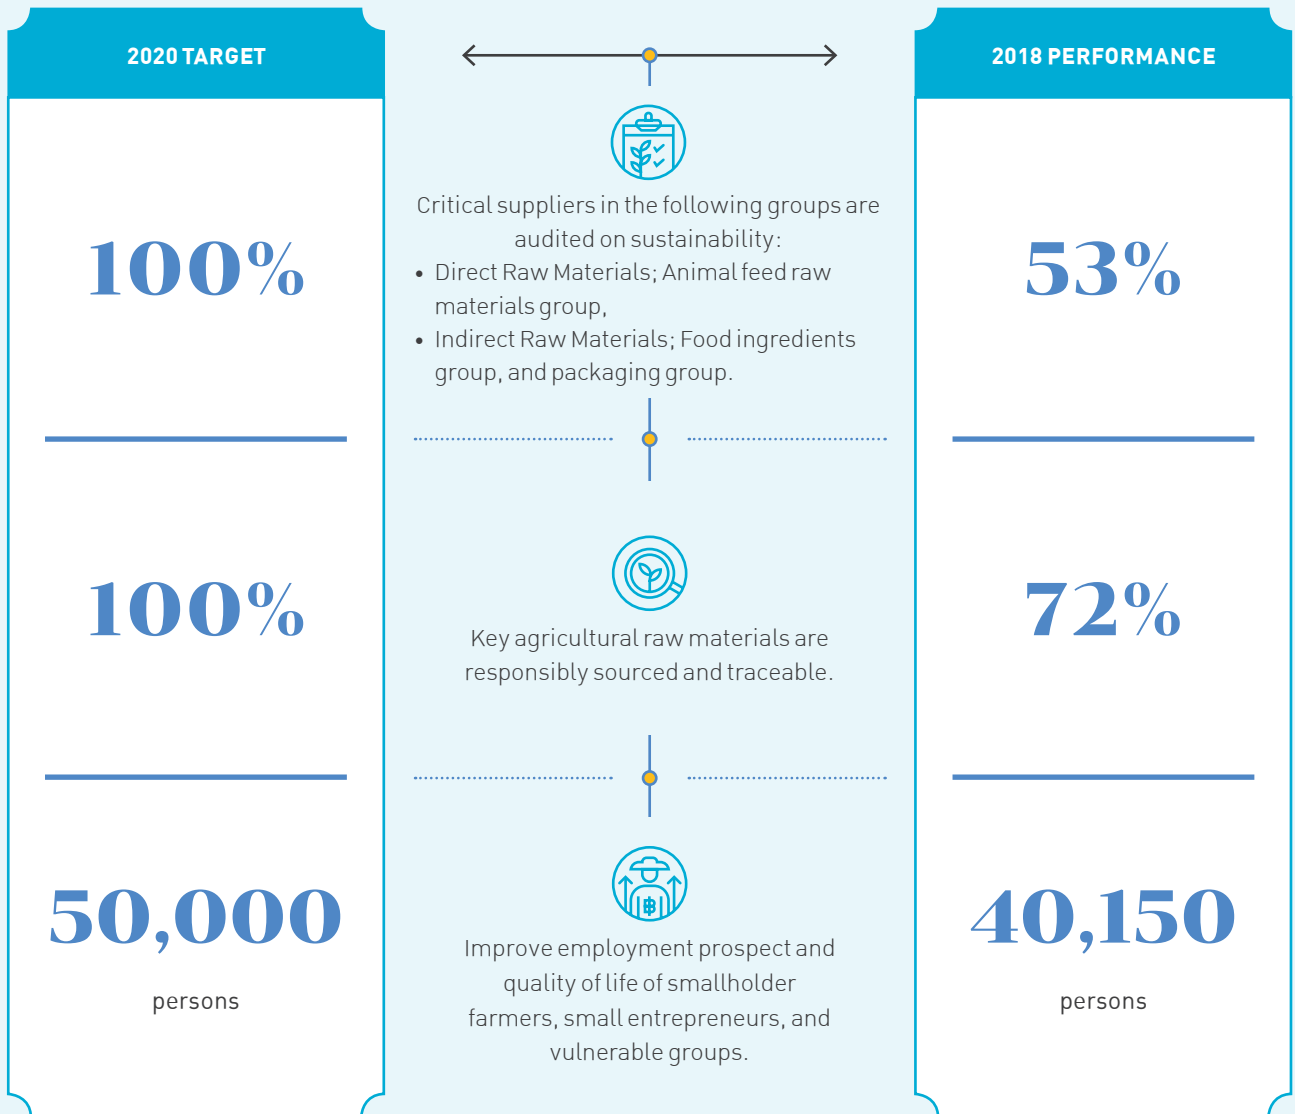 2020 TARGET
2018 PERFORMANCE
100%
Critical suppliers in the following groups are
audited on sustainability:
• Direct Raw Materials; Animal feed raw
materials group,
• Indirect Raw Materials; Food ingredients
group, and packaging group.
53%
100%
Key agricultural raw materials are
responsibly sourced and traceable.
72%
50,000
persons
฿
Improve employment prospect and
quality of life of smallholder
farmers, small entrepreneurs, and
vulnerable groups.
40,150
persons